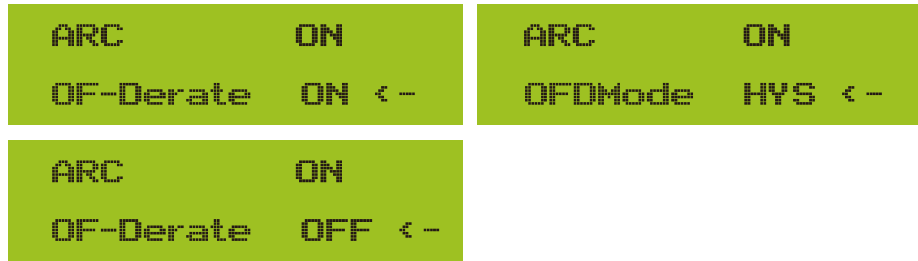 ARC ON
OF-Derate ON <-
ARC ON
OFDMode HYS <-
ARC ON
OF-Derate OFF <-